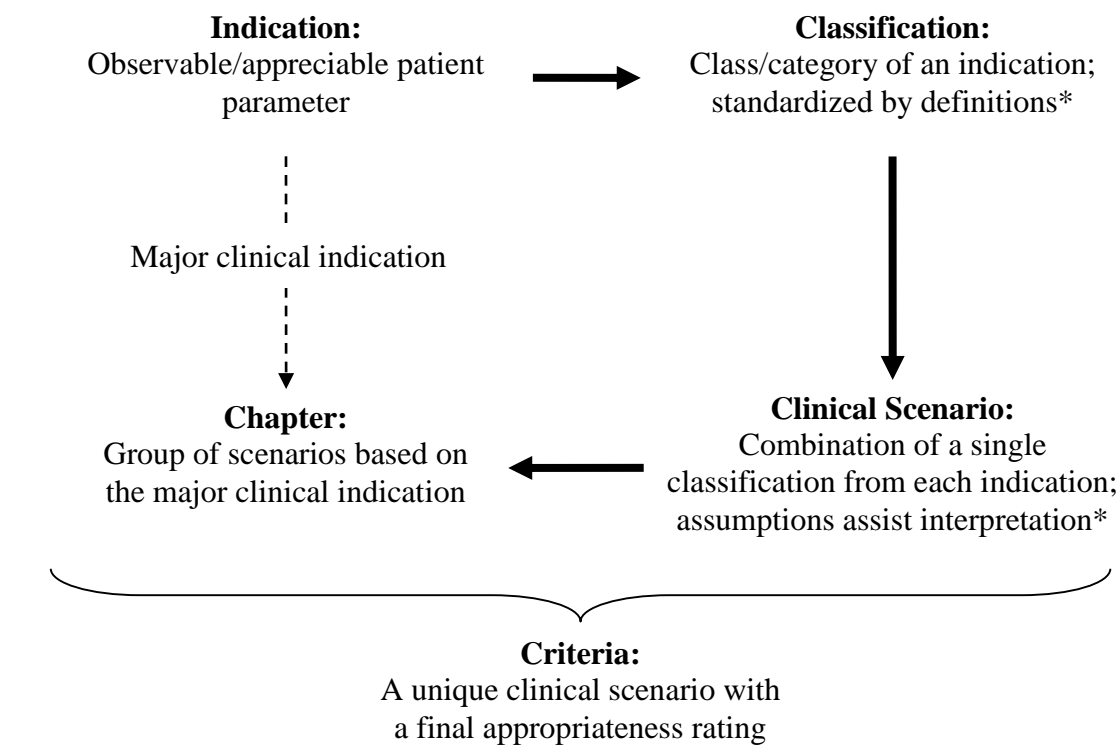 Indication:
Observable/appreciable patient
parameter
Classification:
Class/category of an indication;
standardized by definitions*
Major clinical indication
Chapter:
Group of scenarios based on
the major clinical indication
Clinical Scenario:
Combination of a single
classification from each indication;
assumptions assist interpretation*
Criteria:
A unique clinical scenario with
a final appropriateness rating